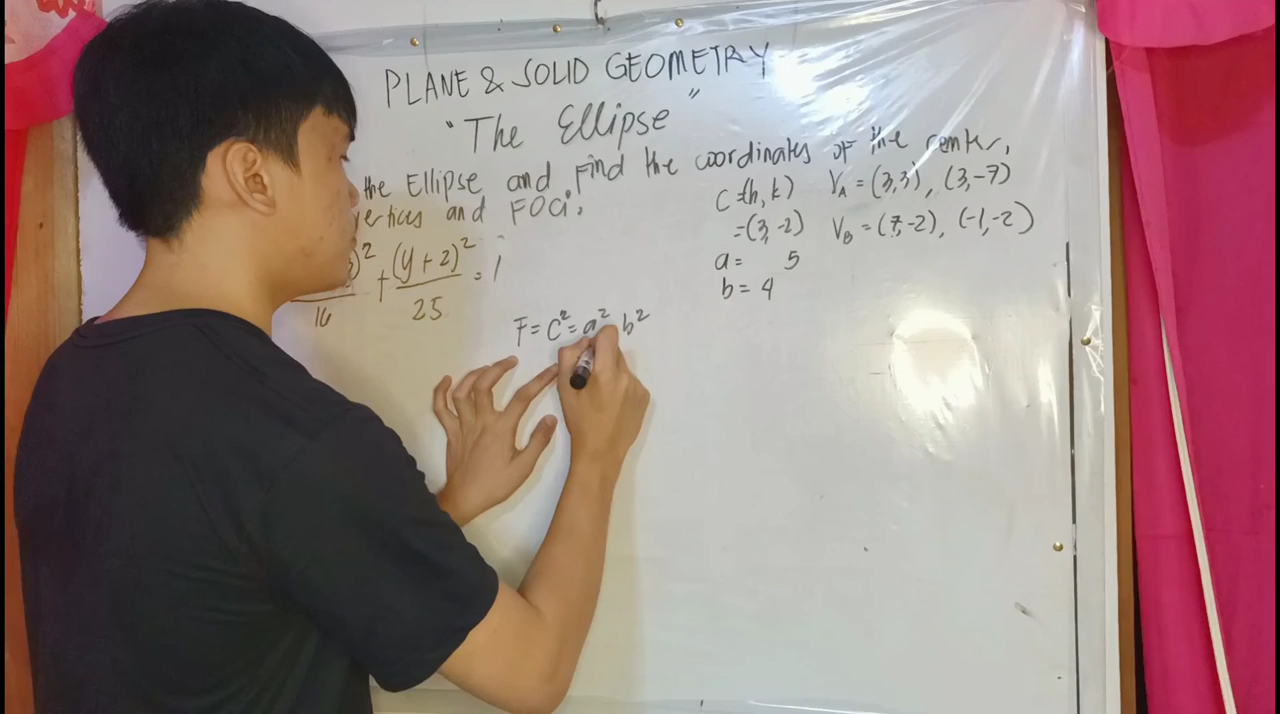 PLANE & SOLID GEOMETRY
"The Ellipse"
the Ellipse and Find the coordinates of the center,
vertices and FOCi.
)² + (y + 2)² = 1
16 25
C = (h, k)
= (3, -2)
a = 5
b = 4
V_A = (3, 3), (3, -7)
V_B = (7, -2), (-1, -2)
F = C² = a² b²